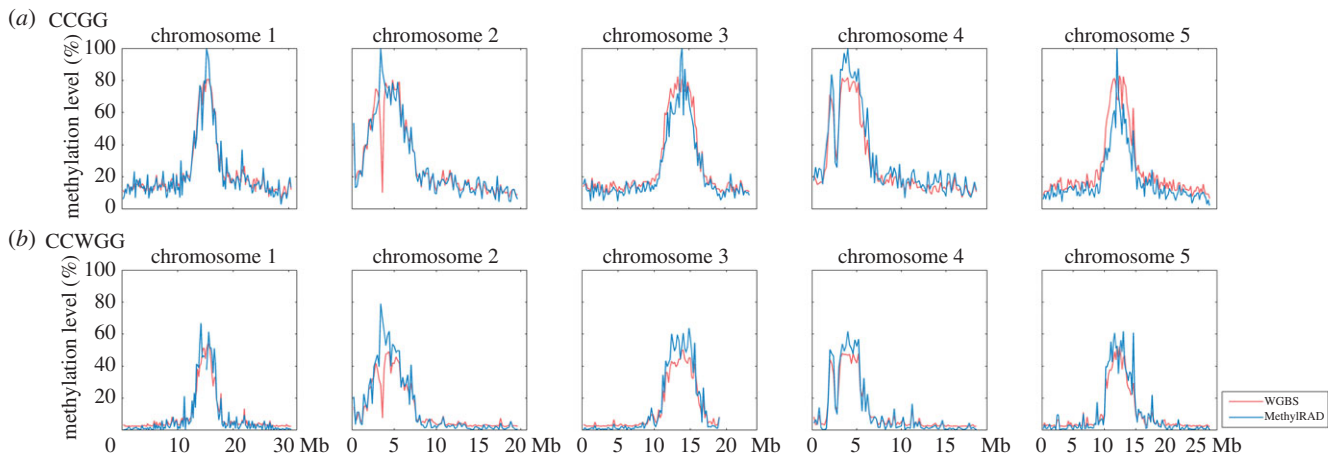 (a) CCGG
chromosome 1 chromosome 2 chromosome 3 chromosome 4 chromosome 5
methylation level (%)
100
80
60
40
20
0
(b) CCWGG
chromosome 1 chromosome 2 chromosome 3 chromosome 4 chromosome 5
methylation level (%)
100
80
60
40
20
WGBS
MethylRAD
0 10 20 30 Mb 0 5 10 15 20 Mb 0 5 10 15 20 Mb 0 5 10 15 Mb 0 5 10 15 20 25 Mb